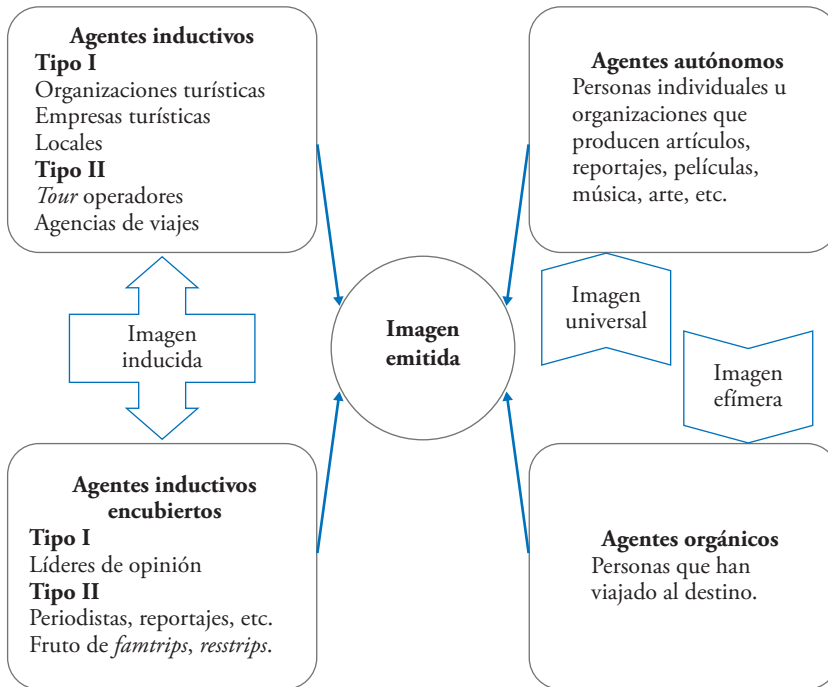 Agentes inductivos
Tipo I
Organizaciones turísticas
Empresas turísticas
Locales
Tipo II
Tour operadores
Agencias de viajes
Agentes autónomos
Personas individuales u
organizaciones que
producen artículos,
reportajes, películas,
música, arte, etc.
Imagen
inducida
Imagen
emitida
Imagen
universal
Imagen
efímera
Agentes inductivos
encubiertos
Tipo I
Líderes de opinión
Tipo II
Periodistas, reportajes, etc.
Fruto de famtrips, resstrips.
Agentes orgánicos
Personas que han
viajado al destino.